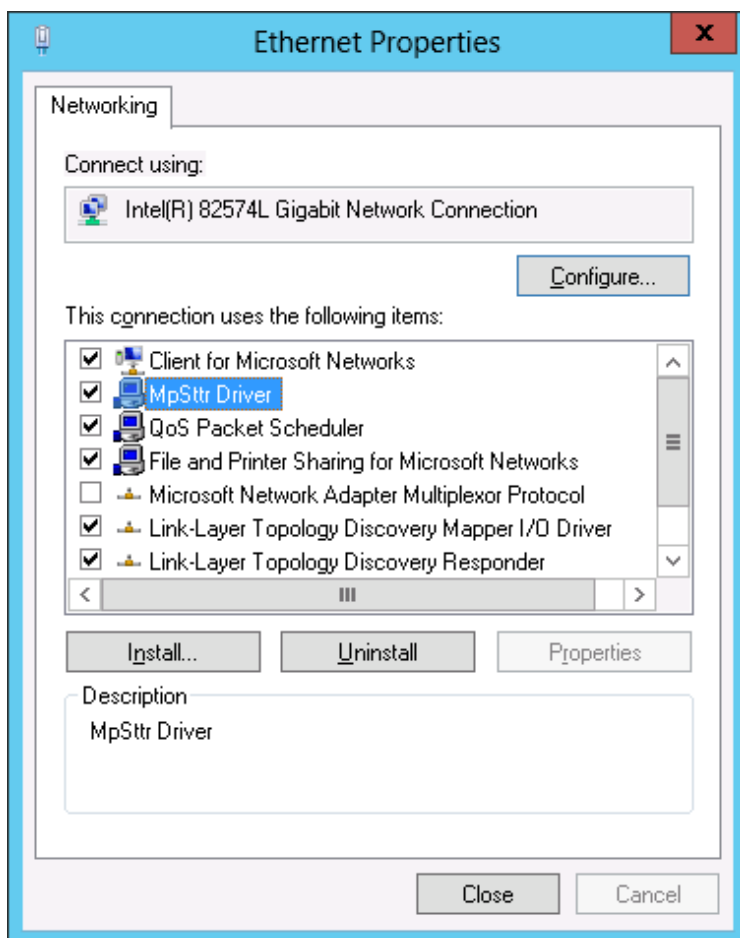 Ethernet Properties
x
Networking
Connect using:
Intel(R) 82574L Gigabit Network Connection
Configure...
This connection uses the following items:
Client for Microsoft Networks
MpSttr Driver
QoS Packet Scheduler
File and Printer Sharing for Microsoft Networks
Microsoft Network Adapter Multiplexor Protocol
Link-Layer Topology Discovery Mapper I/O Driver
Link-Layer Topology Discovery Responder
Install... Uninstall Properties
Description
MpSttr Driver
Close Cancel